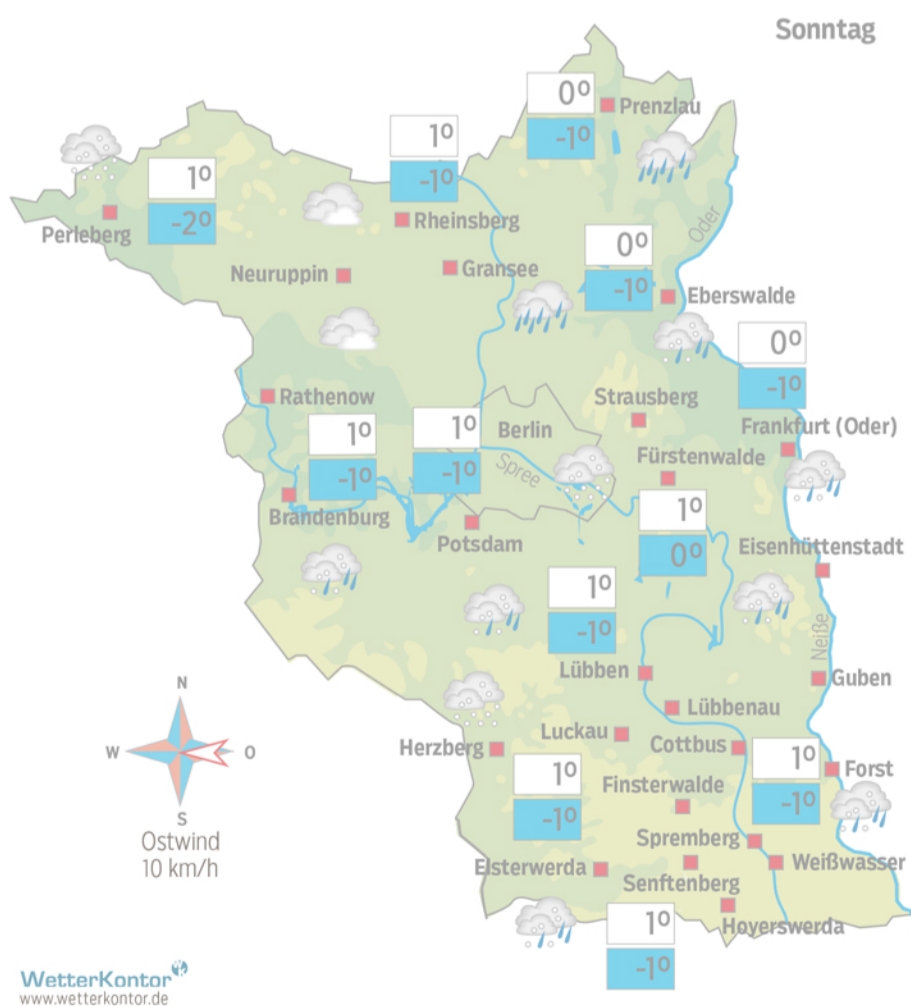 Sonntag
0°
Prenzlau
-1°
1°
-1°
1°
-2°
Perleberg
Rheinsberg
Oder
0°
-1°
Neuruppin
Gransee
Eberswalde
0°
-1°
Rathenow
Strausberg
1°
-1°
1°
-1°
Berlin
Frankfurt (Oder)
Spree
Fürstenwalde
Brandenburg
1°
0°
Potsdam
Eisenhüttenstadt
1°
-1°
Neiße
Lübben
Guben
N
W
O
S
Lübbenau
Luckau
Herzberg
Cottbus
1°
-1°
Forst
1°
-1°
Finsterwalde
Ostwind
10 km/h
Spremberg
Elsterwerda
Weißwasser
Senftenberg
1°
-1°
Hoyerswerda
WetterKontor
www.wetterkontor.de